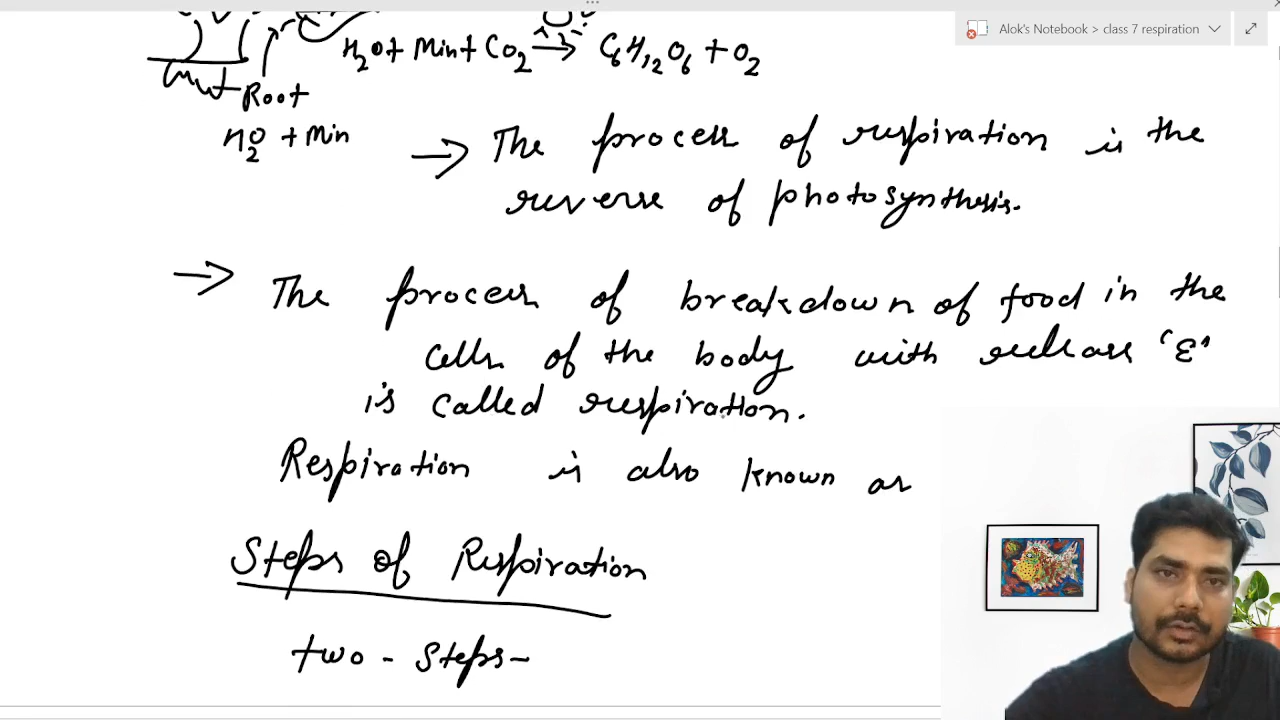 Alok's Notebook > class 7 respiration
H2O + Min + CO2 → C6H12O6 + O2
Root
H2O + Min
→ The process of respiration is the
reverse of photosynthesis.
→ The process of breakdown of food in the
cells of the body with release 'E'
is called respiration.
Respiration is also known as
Steps of Respiration
two - steps -